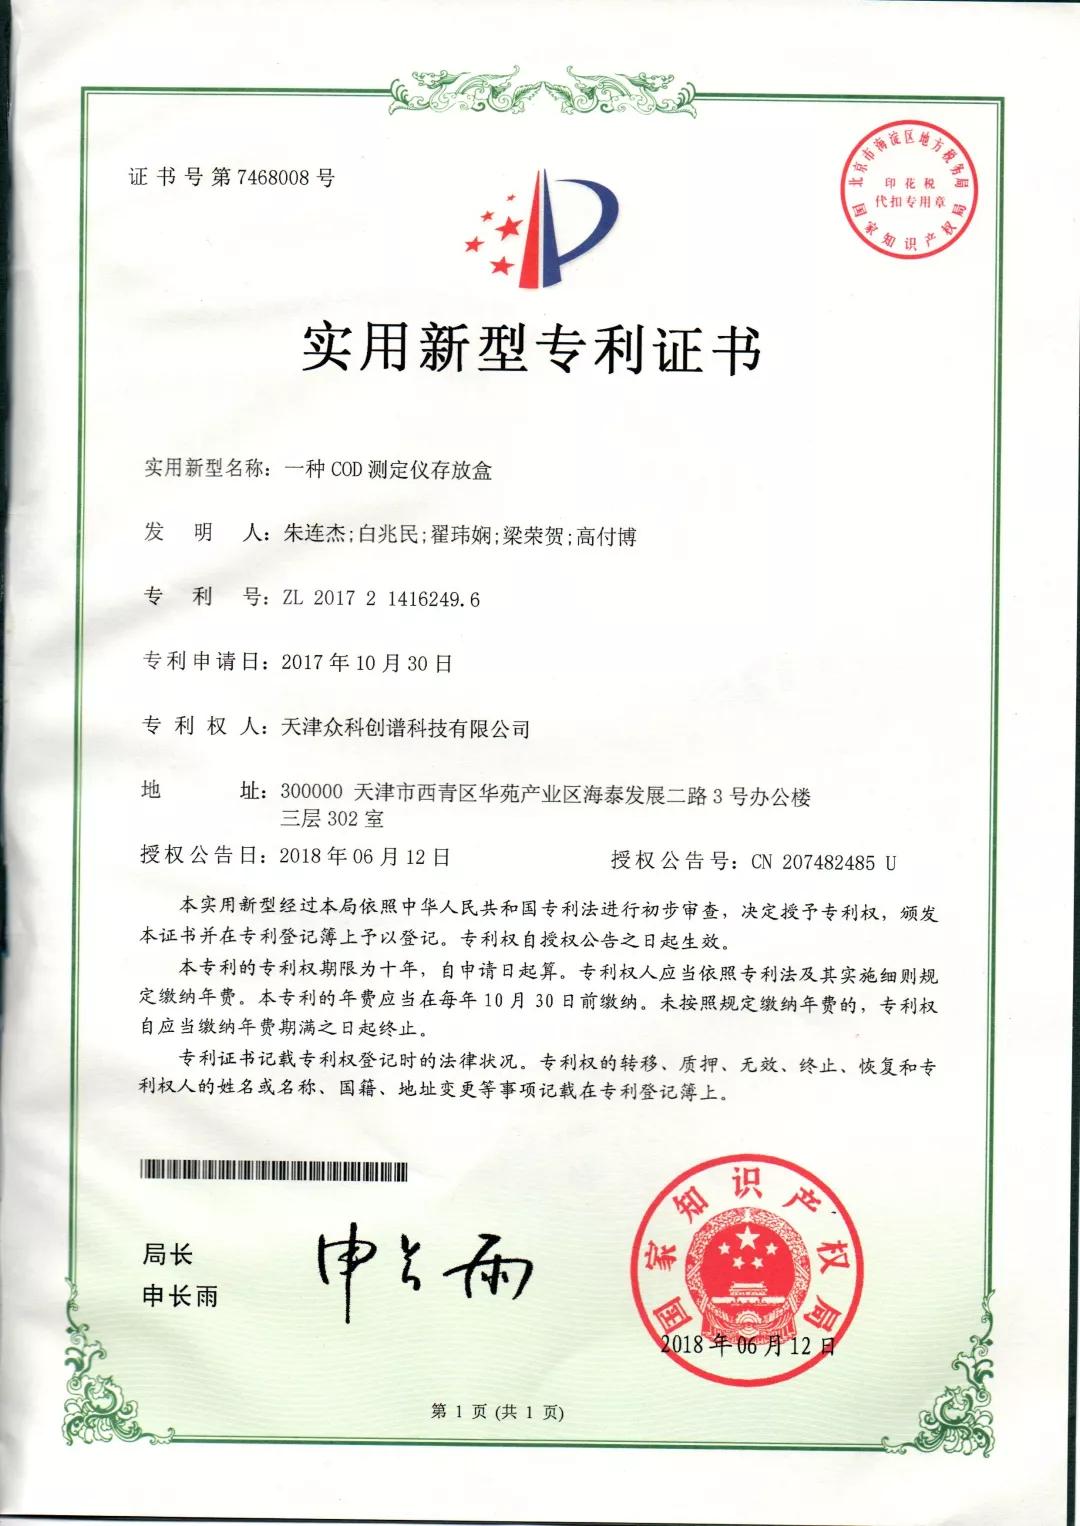 证书号第7468008号
北京市海淀区地方税务局
印花税
代扣专用章
国家知识产权局
实用新型专利证书
实用新型名称：一种COD测定仪存放盒
发明人：朱连杰;白兆民;翟玮娴;梁荣贺;高付博
专利号：ZL 2017 2 1416249.6
专利申请日：2017年10月30日
专利权人：天津众科创谱科技有限公司
地址：300000 天津市西青区华苑产业区海泰发展二路3号办公楼
三层302室
授权公告日：2018年06月12日 授权公告号：CN 207482485 U
本实用新型经过本局依照中华人民共和国专利法进行初步审查，决定授予专利权，颁发
本证书并在专利登记簿上予以登记。专利权自授权公告之日起生效。
本专利的专利权期限为十年，自申请日起算。专利权人应当依照专利法及其实施细则规
定缴纳年费。本专利的年费应当在每年10月30日前缴纳。未按照规定缴纳年费的，专利权
自应当缴纳年费期满之日起终止。
专利证书记载专利权登记时的法律状况。专利权的转移、质押、无效、终止、恢复和专
利权人的姓名或名称、国籍、地址变更等事项记载在专利登记簿上。
局长
申长雨
申长雨
国家知识产权局
2018年06月12日
第1页(共1页)